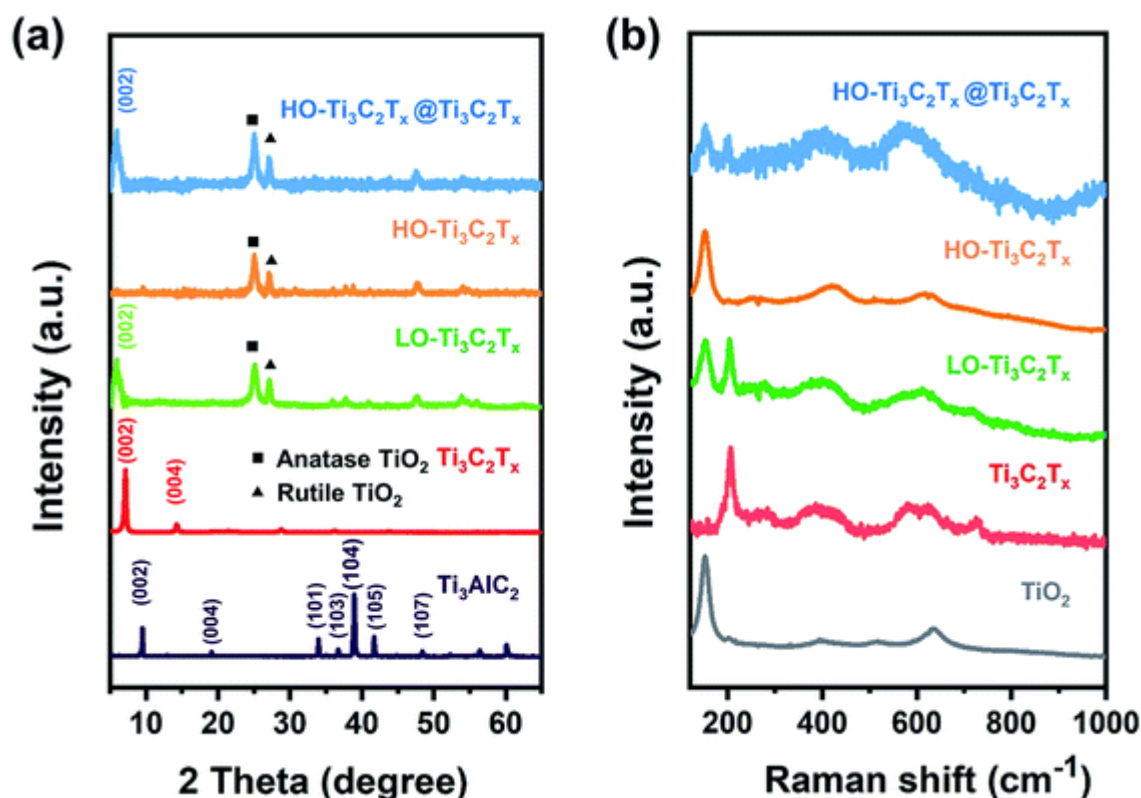 (a)
(002)
HO-Ti₃C₂Tₓ@Ti₃C₂Tₓ
■
▲
HO-Ti₃C₂Tₓ
■
▲
(002)
LO-Ti₃C₂Tₓ
■
▲
(002)
(004)
Ti₃C₂Tₓ
■ Anatase TiO₂
▲ Rutile TiO₂
Ti₃AlC₂
(002)
(004)
(101)
(103)
(104)
(105)
(107)
10 20 30 40 50 60
2 Theta (degree)
Intensity (a.u.)
(b)
HO-Ti₃C₂Tₓ@Ti₃C₂Tₓ
HO-Ti₃C₂Tₓ
LO-Ti₃C₂Tₓ
Ti₃C₂Tₓ
TiO₂
200 400 600 800 1000
Raman shift (cm⁻¹)
Intensity (a.u.)